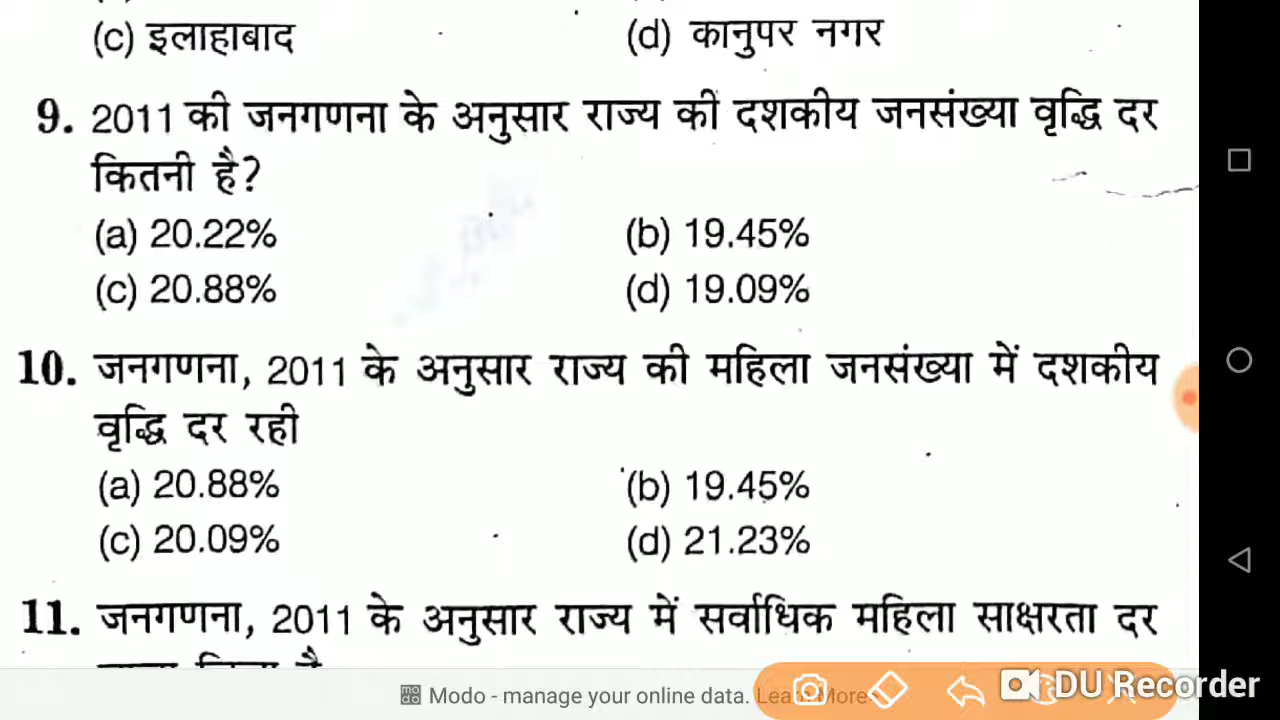 (c) इलाहाबाद (d) कानुपर नगर
9. 2011 की जनगणना के अनुसार राज्य की दशकीय जनसंख्या वृद्धि दर
कितनी है?
(a) 20.22% (b) 19.45%
(c) 20.88% (d) 19.09%
10. जनगणना, 2011 के अनुसार राज्य की महिला जनसंख्या में दशकीय
वृद्धि दर रही
(a) 20.88% (b) 19.45%
(c) 20.09% (d) 21.23%
11. जनगणना, 2011 के अनुसार राज्य में सर्वाधिक महिला साक्षरता दर
Modo - manage your online data. Learn More
DU Recorder